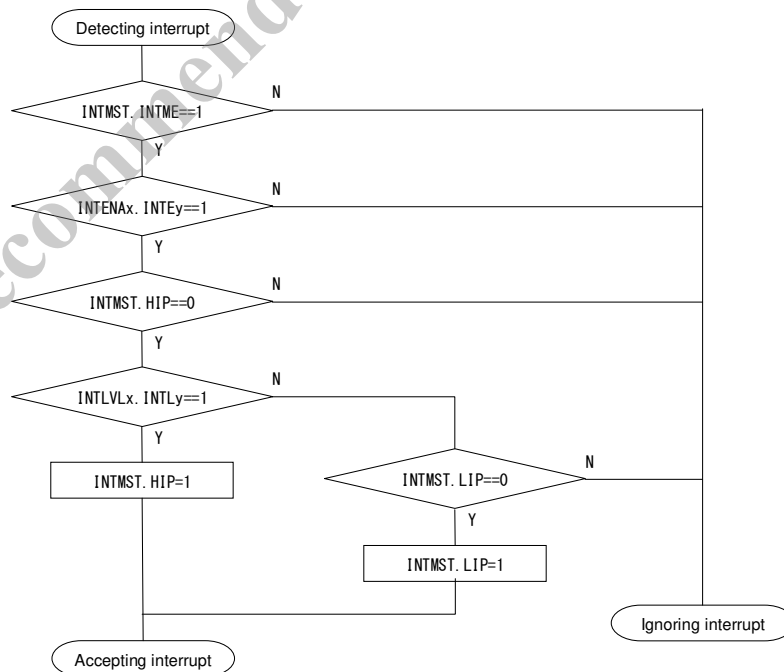 Detecting interrupt
INTMST. INTME==1
N
Y
INTENAx. INTEy==1
N
Y
INTMST. HIP==0
N
Y
INTLVLx. INTLy==1
N
Y
INTMST. HIP=1
INTMST. LIP==0
N
Y
INTMST. LIP=1
Ignoring interrupt
Accepting interrupt